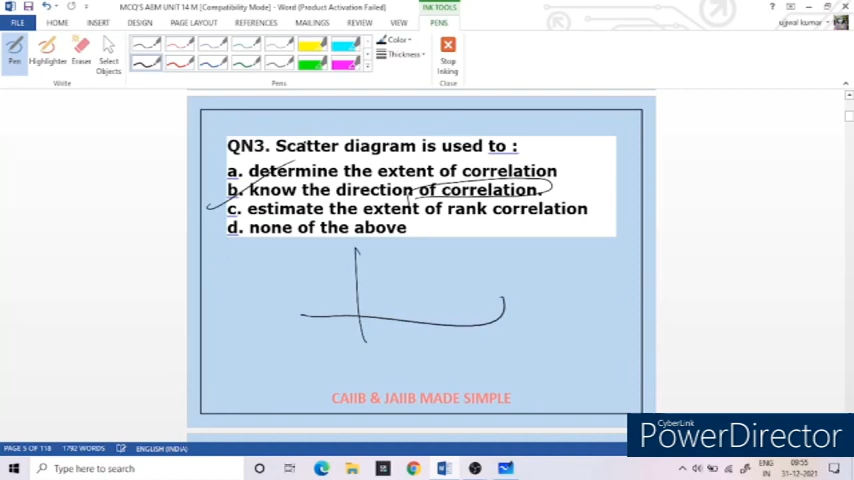 MCQ'S ABM UNIT 14 M [Compatibility Mode] - Word (Product Activation Failed)
INK TOOLS
FILE HOME INSERT DESIGN PAGE LAYOUT REFERENCES MAILINGS REVIEW VIEW PENS ujjwal kumar
Pen Highlighter Eraser Select Objects Color Thickness Stop Inking
Write Pens Close
QN3. Scatter diagram is used to :
a. determine the extent of correlation
b. know the direction of correlation.
c. estimate the extent of rank correlation
d. none of the above
CAIIB & JAIIB MADE SIMPLE
CyberLink
PowerDirector
PAGE 5 OF 118 1792 WORDS ENGLISH (INDIA)
Type here to search
ENG 09:55
IN 31-12-2021